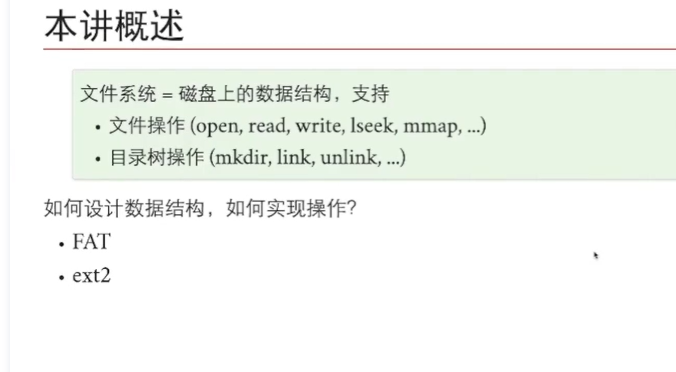 本讲概述
文件系统 = 磁盘上的数据结构，支持
• 文件操作 (open, read, write, lseek, mmap, ...)
• 目录树操作 (mkdir, link, unlink, ...)
如何设计数据结构，如何实现操作?
• FAT
• ext2